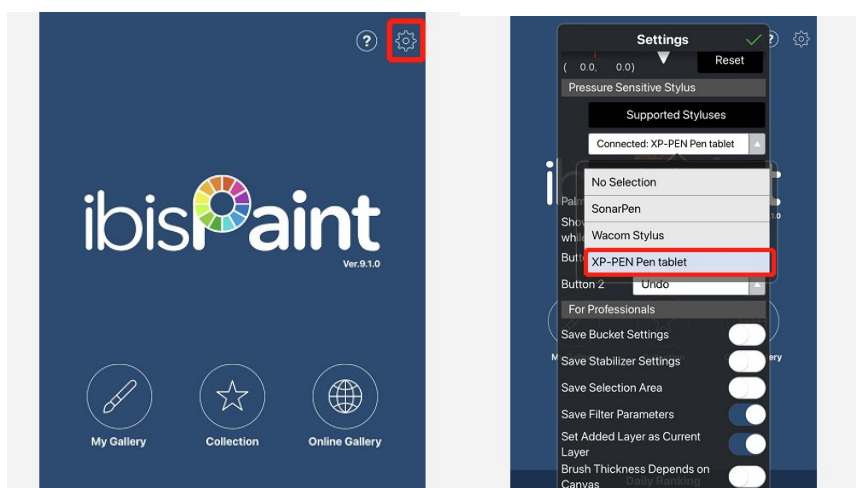 ?
ibisPaint
Ver.9.1.0
My Gallery
Collection
Online Gallery
Settings
?
( 0.0, 0.0)
Reset
Pressure Sensitive Stylus
Supported Styluses
Connected: XP-PEN Pen tablet
No Selection
SonarPen
Wacom Stylus
XP-PEN Pen tablet
Palm
Show
while
Button 2
Undo
For Professionals
Save Bucket Settings
Save Stabilizer Settings
Save Selection Area
Save Filter Parameters
Set Added Layer as Current
Layer
Brush Thickness Depends on
Canvas
Daily Ranking